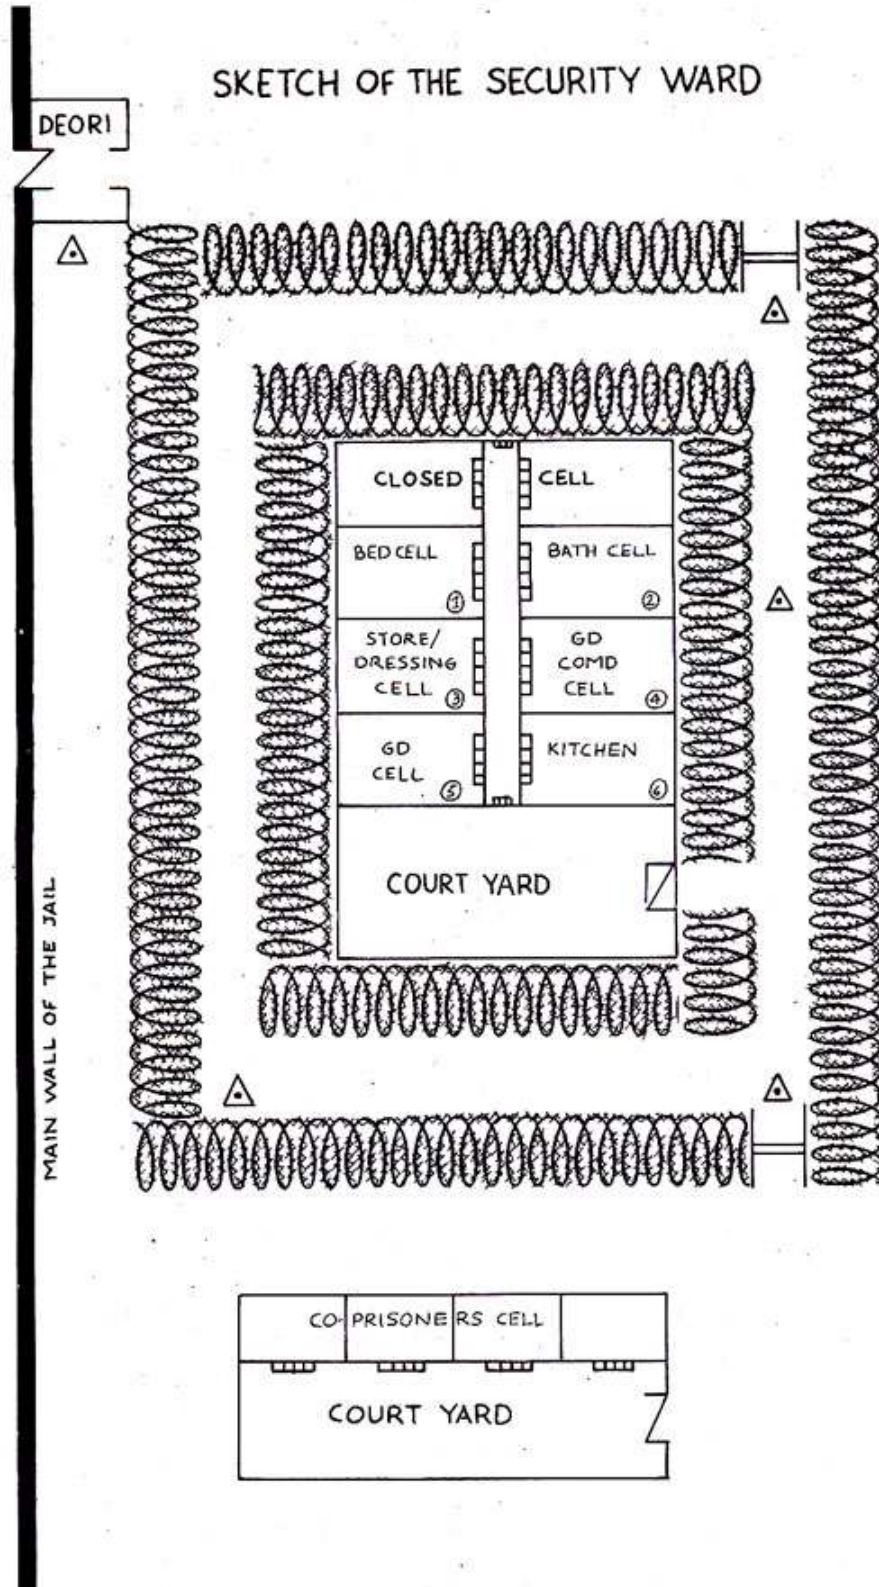 SKETCH OF THE SECURITY WARD
DEORI
CLOSED CELL
BED CELL
①
BATH CELL
②
STORE/
DRESSING
CELL
③
GD
COMD
CELL
④
GD
CELL
⑤
KITCHEN
⑥
COURT YARD
MAIN WALL OF THE JAIL
CO-PRISONERS CELL
COURT YARD